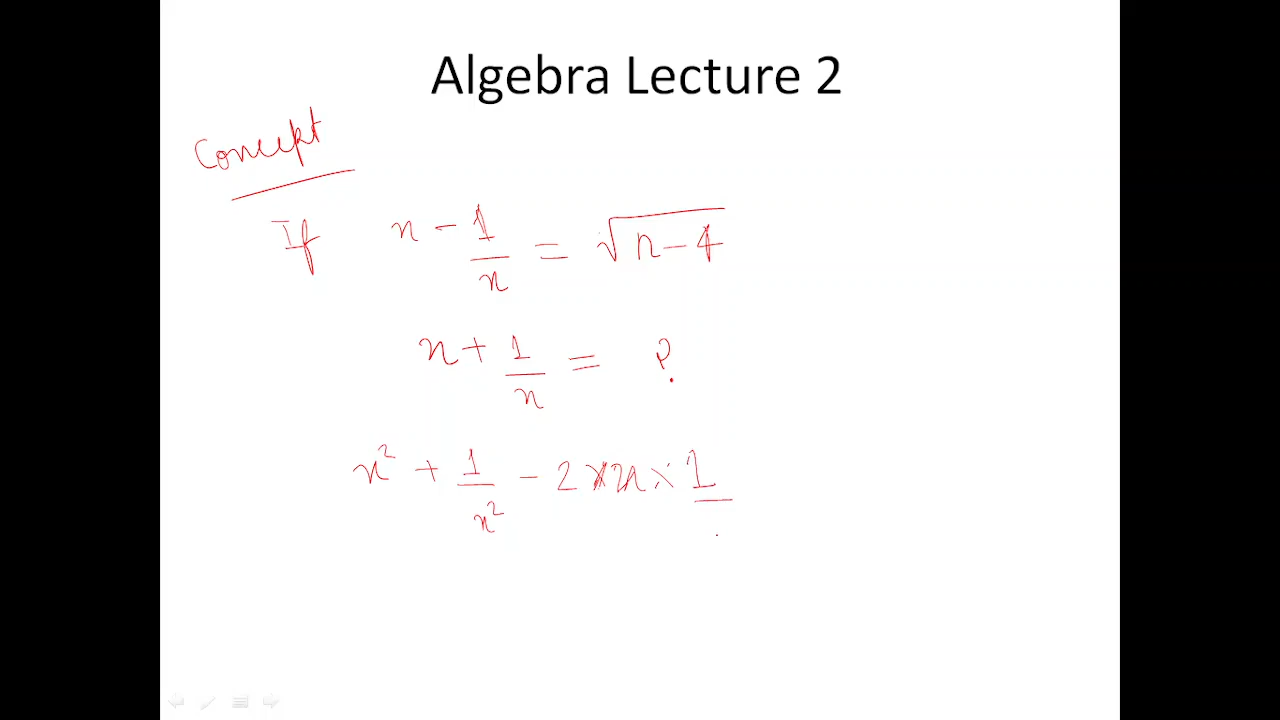 Algebra Lecture 2
Concept
If x - 1/x = √(n-4)
x + 1/x = ?
x² + 1/x² - 2 × x × 1